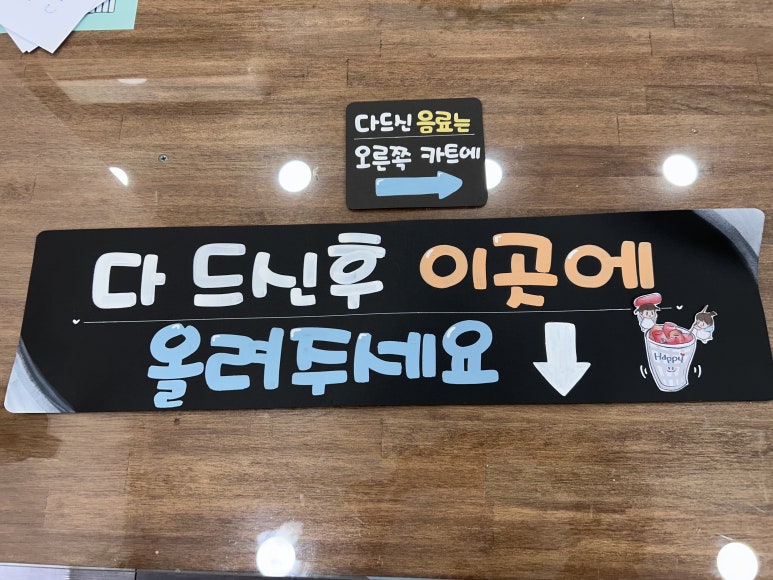 다드신 음료는
오른쪽 카트에
다 드신후 이곳에
올려주세요
Happy